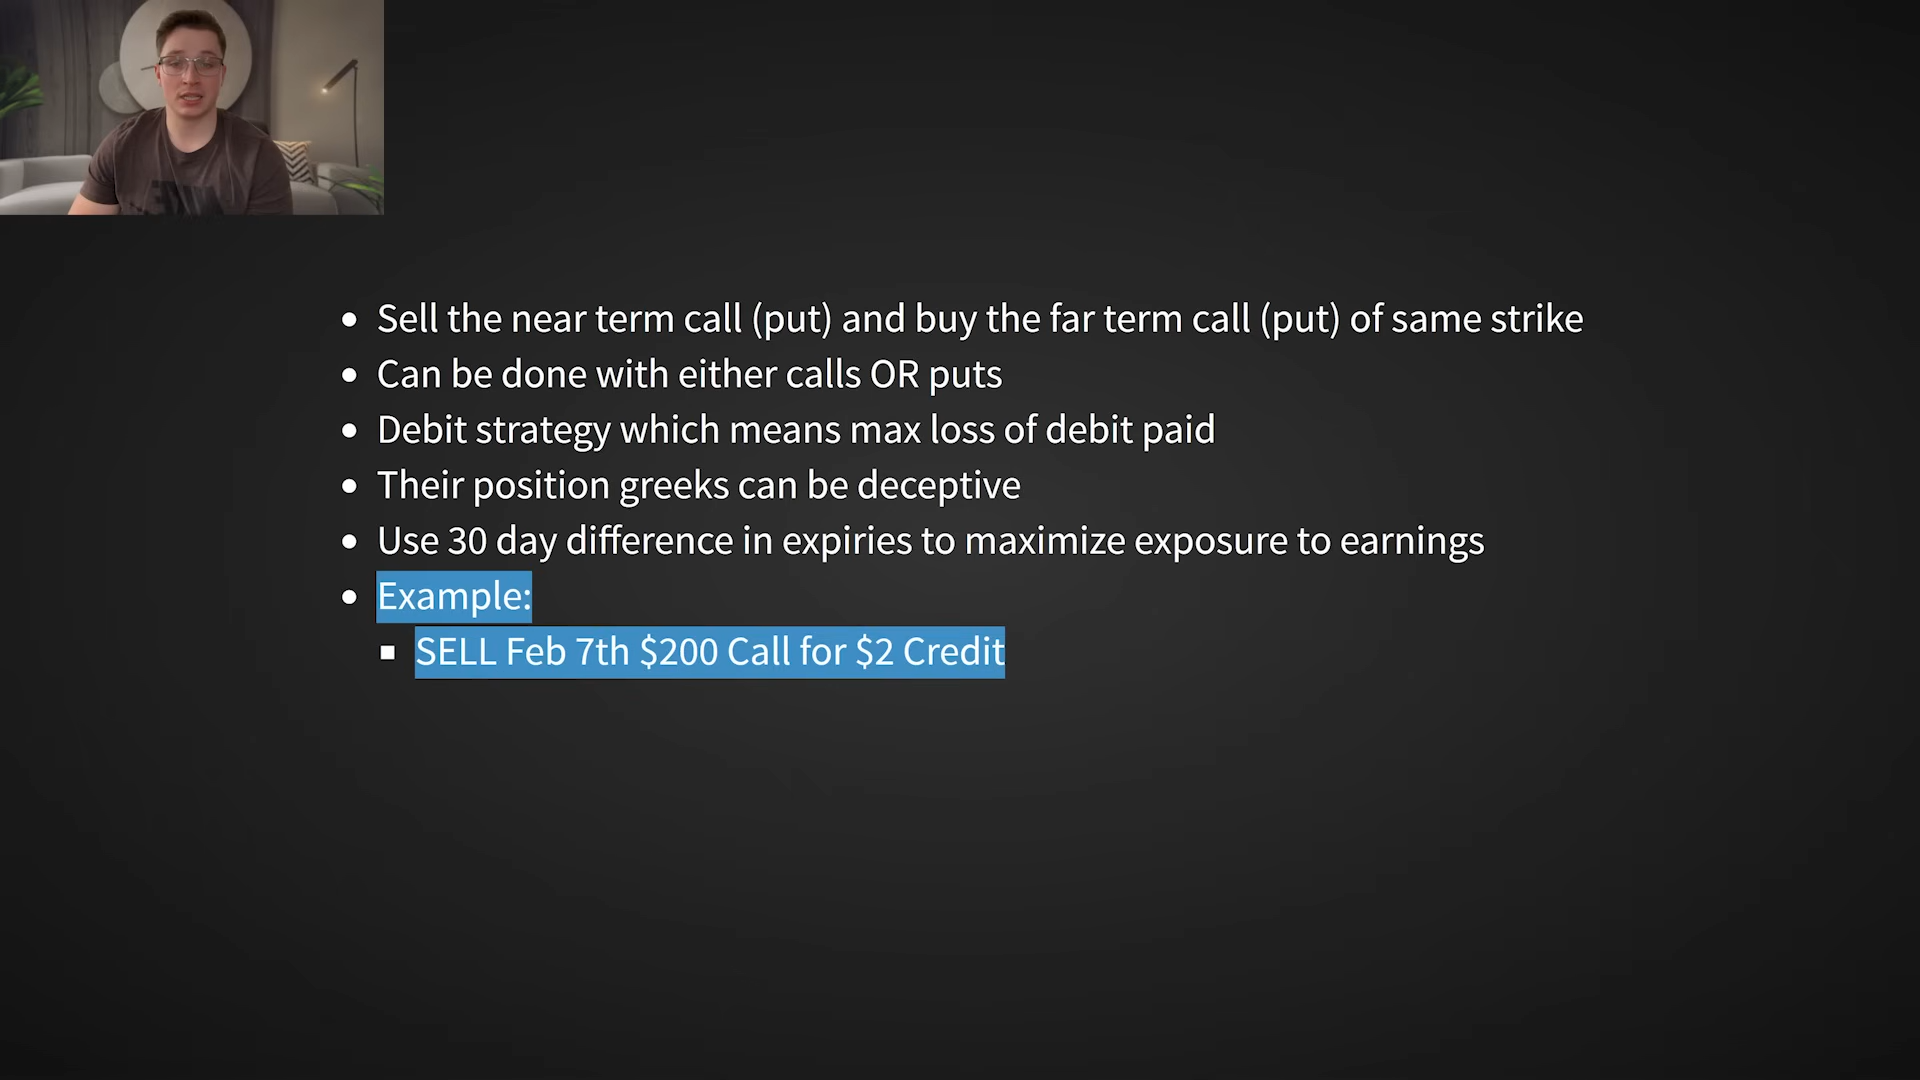 Sell the near term call (put) and buy the far term call (put) of same strike
Can be done with either calls OR puts
Debit strategy which means max loss of debit paid
Their position greeks can be deceptive
Use 30 day difference in expiries to maximize exposure to earnings
Example:
SELL Feb 7th $200 Call for $2 Credit